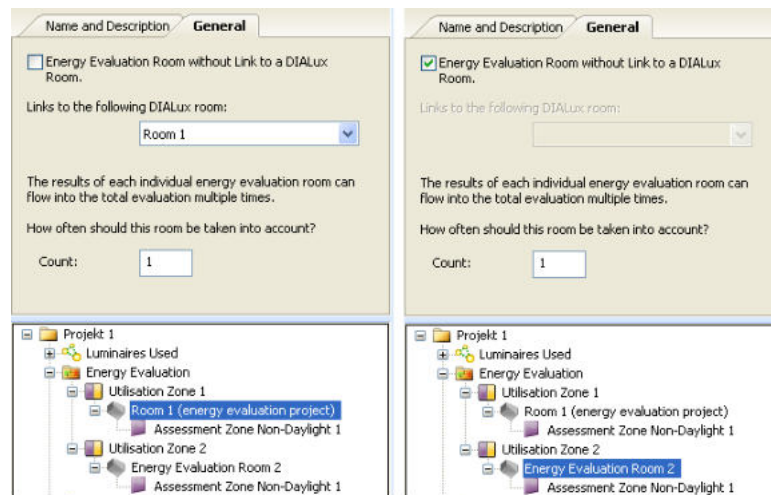 Name and Description
General
Energy Evaluation Room without Link to a DIALux
Room.
Links to the following DIALux room:
Room 1
The results of each individual energy evaluation room can
flow into the total evaluation multiple times.
How often should this room be taken into account?
Count:
1
Projekt 1
Luminaires Used
Energy Evaluation
Utilisation Zone 1
Room 1 (energy evaluation project)
Assessment Zone Non-Daylight 1
Utilisation Zone 2
Energy Evaluation Room 2
Assessment Zone Non-Daylight 1
Name and Description
General
Energy Evaluation Room without Link to a DIALux
Room.
Links to the following DIALux room:
The results of each individual energy evaluation room can
flow into the total evaluation multiple times.
How often should this room be taken into account?
Count:
1
Projekt 1
Luminaires Used
Energy Evaluation
Utilisation Zone 1
Room 1 (energy evaluation project)
Assessment Zone Non-Daylight 1
Utilisation Zone 2
Energy Evaluation Room 2
Assessment Zone Non-Daylight 1